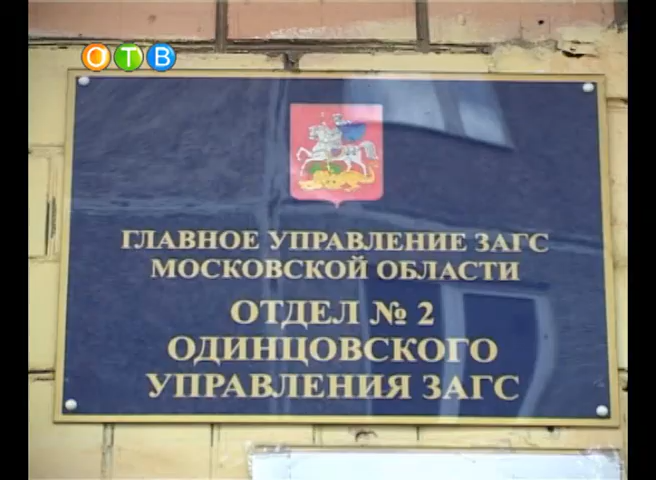 ОТВ
ГЛАВНОЕ УПРАВЛЕНИЕ ЗАГС
МОСКОВСКОЙ ОБЛАСТИ
ОТДЕЛ № 2
ОДИНЦОВСКОГО
УПРАВЛЕНИЯ ЗАГС